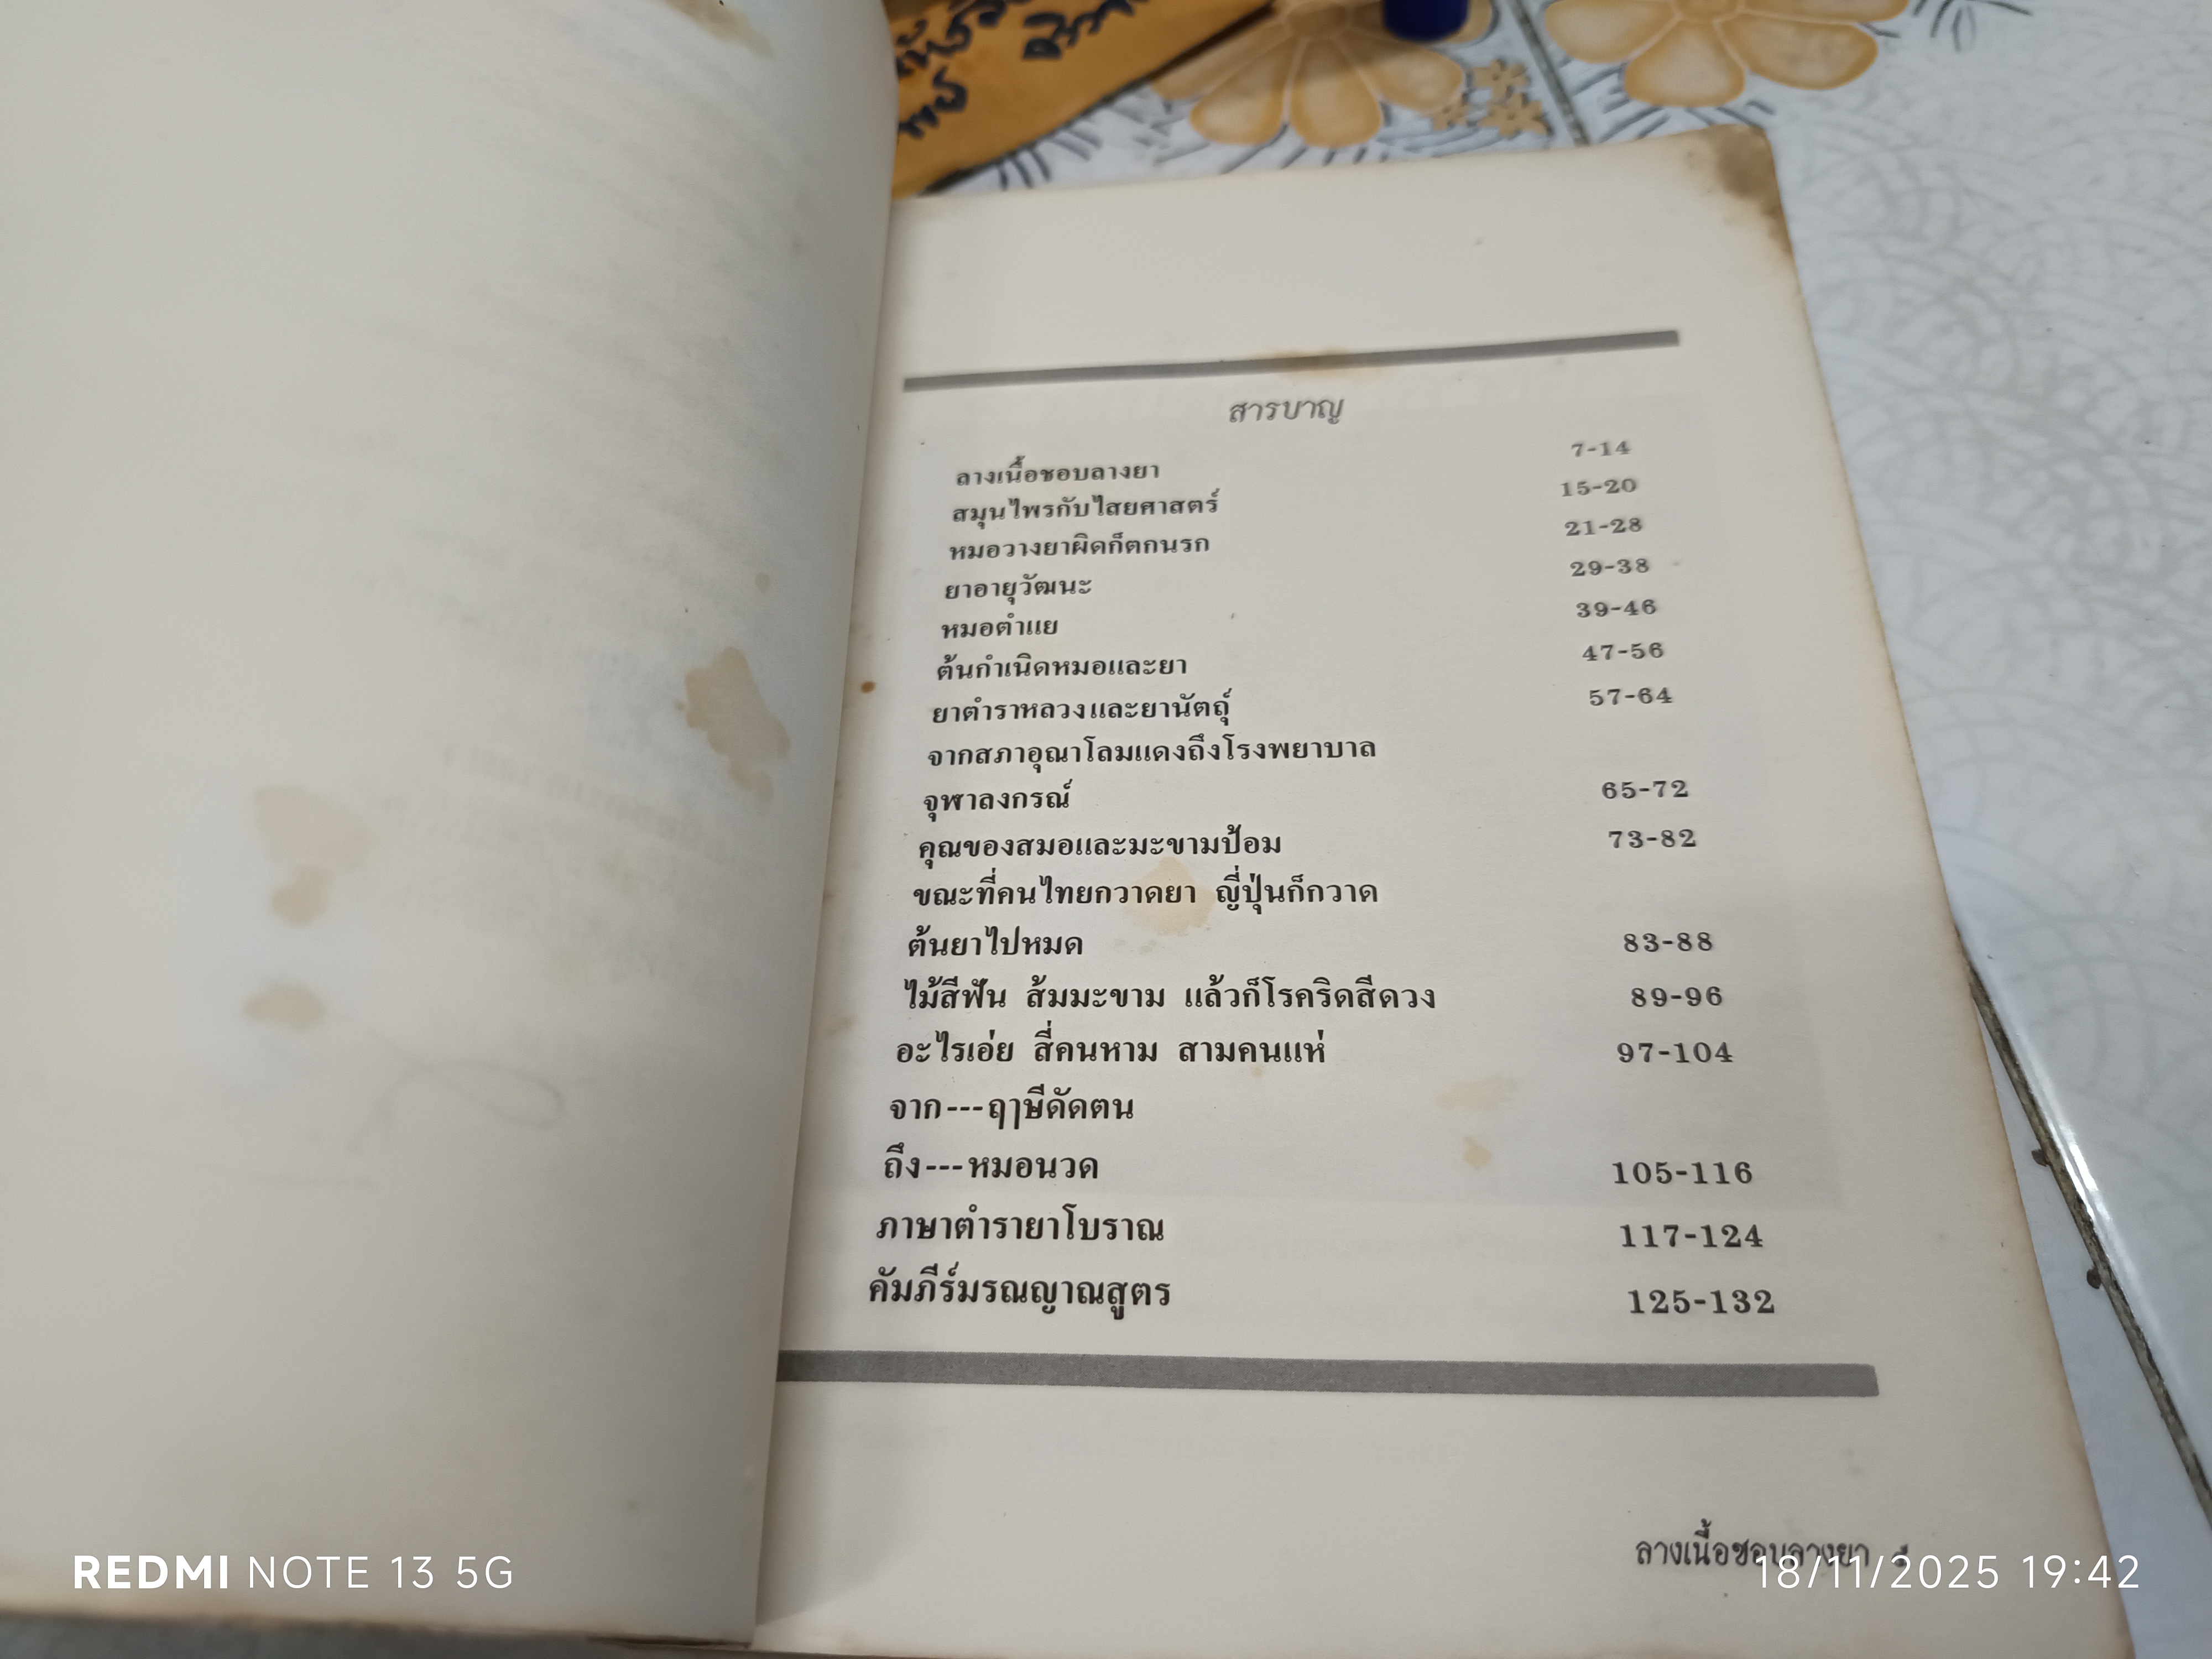 สารบาญ
ลางเนื้อชอบลางยา 7-14
สมุนไพรกับไสยศาสตร์ 15-20
หมอวางยาผิดก็ตกนรก 21-28
ยาอายุวัฒนะ 29-38
หมอตำแย 39-46
ต้นกำเนิดหมอและยา 47-56
ยาตำราหลวงและยานัตถุ์ 57-64
จากสภาอุณาโลมแดงถึงโรงพยาบาล
จุฬาลงกรณ์ 65-72
คุณของสมอและมะขามป้อม 73-82
ขณะที่คนไทยกวาดยา ญี่ปุ่นก็กวาด
ต้นยาไปหมด 83-88
ไม้สีฟัน ส้มมะขาม แล้วก็โรคริดสีดวง 89-96
อะไรเอ่ย สี่คนหาม สามคนแห่ 97-104
จาก---ฤๅษีดัดตน
ถึง---หมอนวด 105-116
ภาษาตำรายาโบราณ 117-124
คัมภีร์มรณญาณสูตร 125-132
ลางเนื้อชอบลางยา
REDMI NOTE 13 5G
18/11/2025 19:42